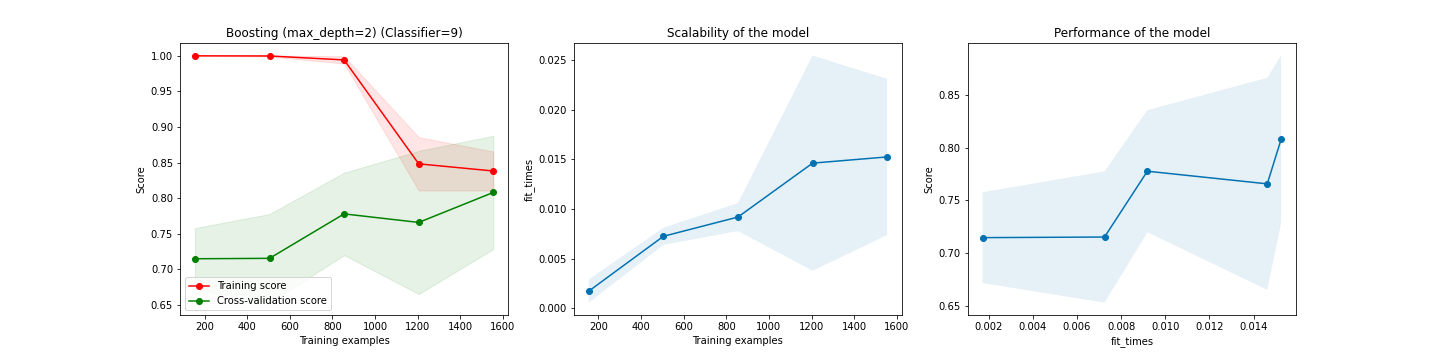 Boosting (max_depth=2) (Classifier=9)
1.00
0.95
0.90
0.85
0.80
0.75
0.70
0.65
Score
Training score
Cross-validation score
200 400 600 800 1000 1200 1400 1600
Training examples
Scalability of the model
0.025
0.020
0.015
0.010
0.005
0.000
fit_times
200 400 600 800 1000 1200 1400 1600
Training examples
Performance of the model
0.85
0.80
0.75
0.70
0.65
Score
0.002 0.004 0.006 0.008 0.010 0.012 0.014
fit_times